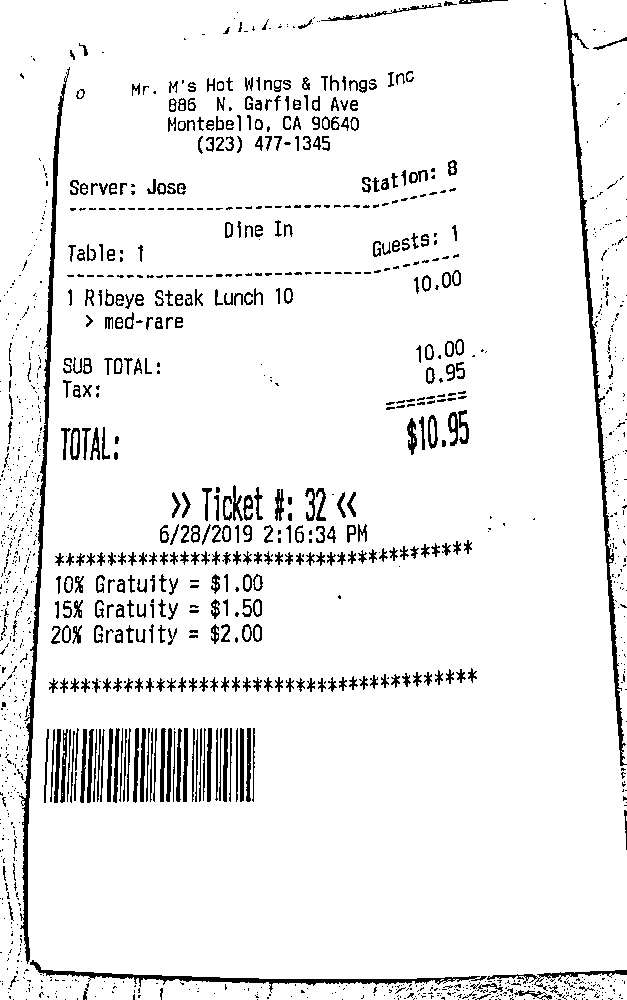 Mr. M's Hot Wings & Things Inc
886 N. Garfield Ave
Montebello, CA 90640
(323) 477-1345
Server: Jose Station: 8
----------------------------------------
Dine In
Table: 1 Guests: 1
----------------------------------------
1 Ribeye Steak Lunch 10 10.00
> med-rare
SUB TOTAL: 10.00
Tax: 0.95
========
TOTAL: $10.95
>> Ticket #: 32 <<
6/28/2019 2:16:34 PM
****************************************
10% Gratuity = $1.00
15% Gratuity = $1.50
20% Gratuity = $2.00
****************************************